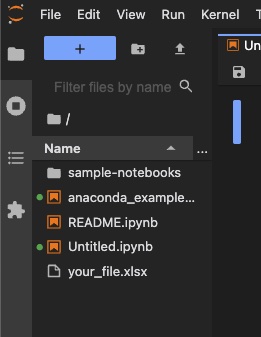 File Edit View Run Kernel T
+
Un
Filter files by name
/
Name
...
sample-notebooks
anaconda_example...
README.ipynb
Untitled.ipynb
your_file.xlsx